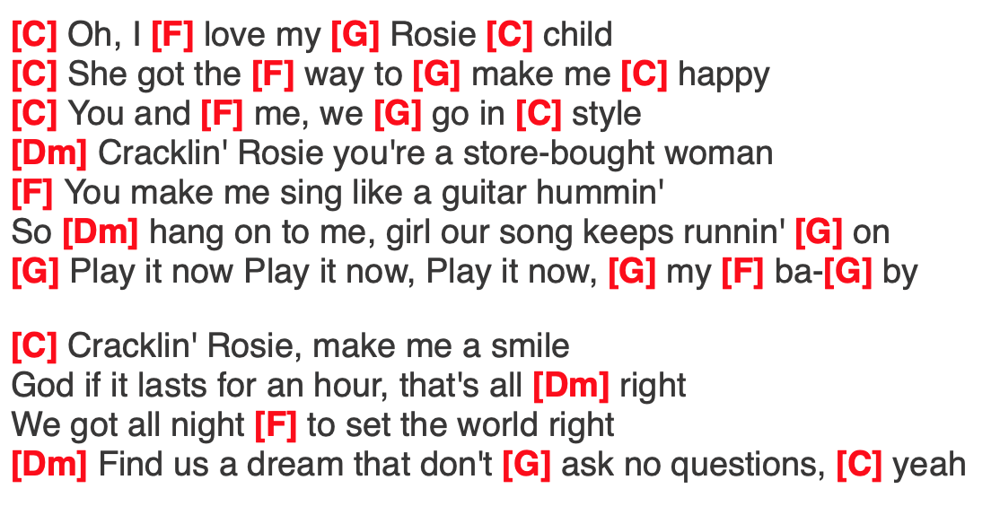 [C] Oh, I [F] love my [G] Rosie [C] child
[C] She got the [F] way to [G] make me [C] happy
[C] You and [F] me, we [G] go in [C] style
[Dm] Cracklin' Rosie you're a store-bought woman
[F] You make me sing like a guitar hummin'
So [Dm] hang on to me, girl our song keeps runnin' [G] on
[G] Play it now Play it now, Play it now, [G] my [F] ba-[G] by
[C] Cracklin' Rosie, make me a smile
God if it lasts for an hour, that's all [Dm] right
We got all night [F] to set the world right
[Dm] Find us a dream that don't [G] ask no questions, [C] yeah